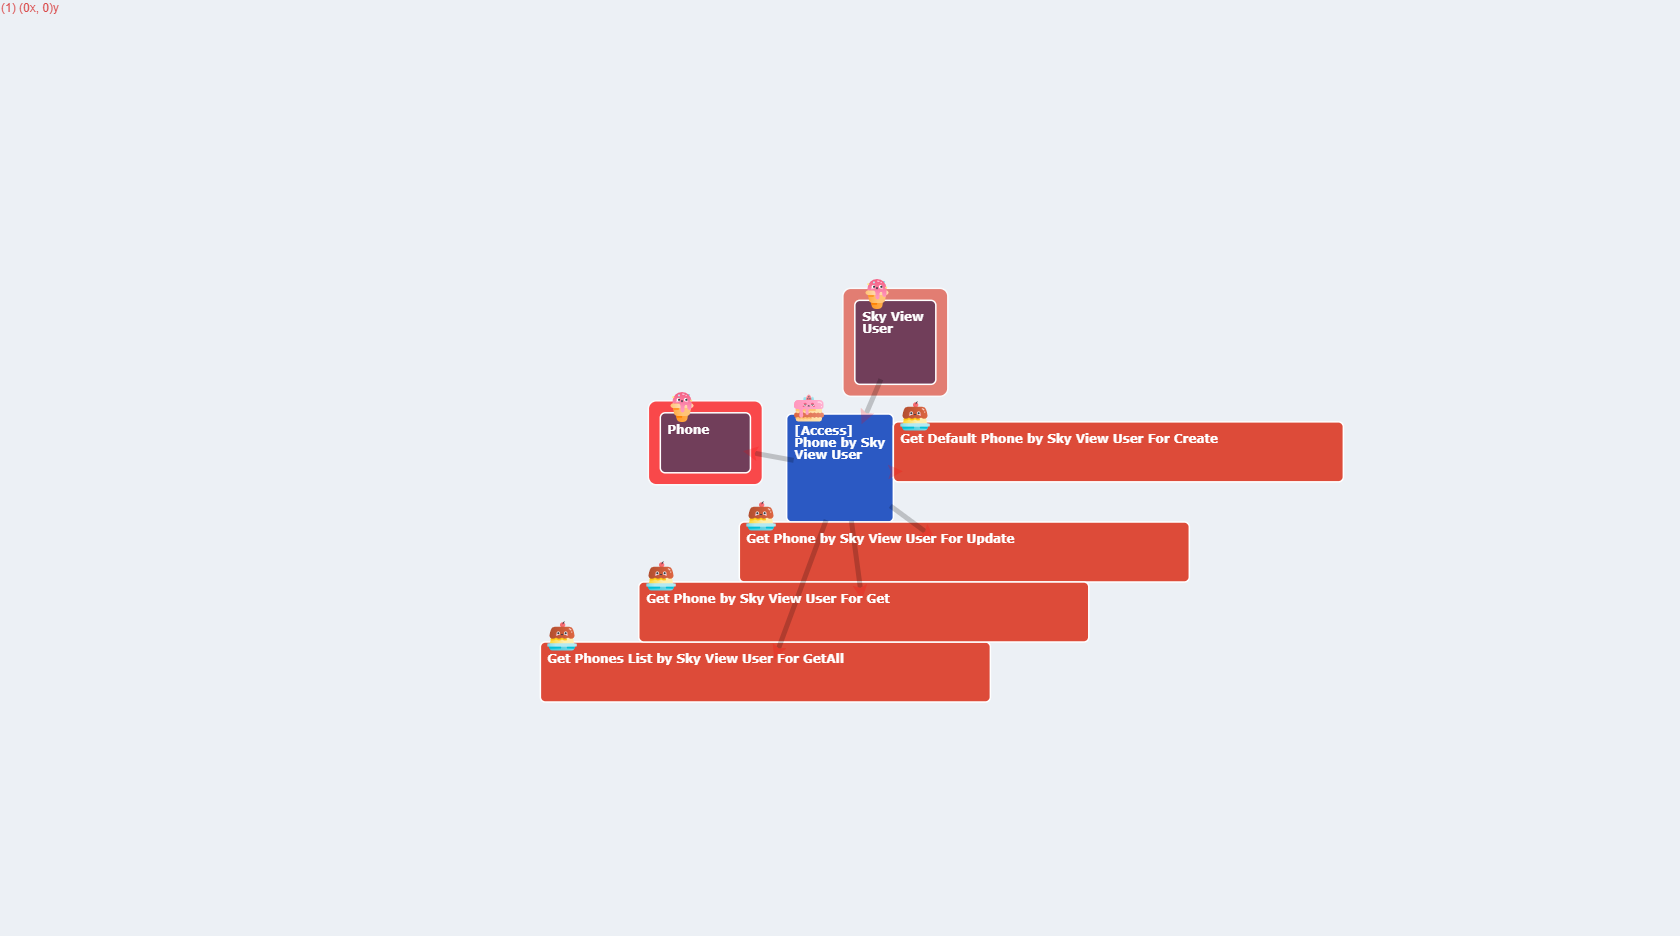 (1) (0x, 0)y
Sky View
User
Phone
[Access]
Phone by Sky
View User
Get Default Phone by Sky View User For Create
Get Phone by Sky View User For Update
Get Phone by Sky View User For Get
Get Phones List by Sky View User For GetAll